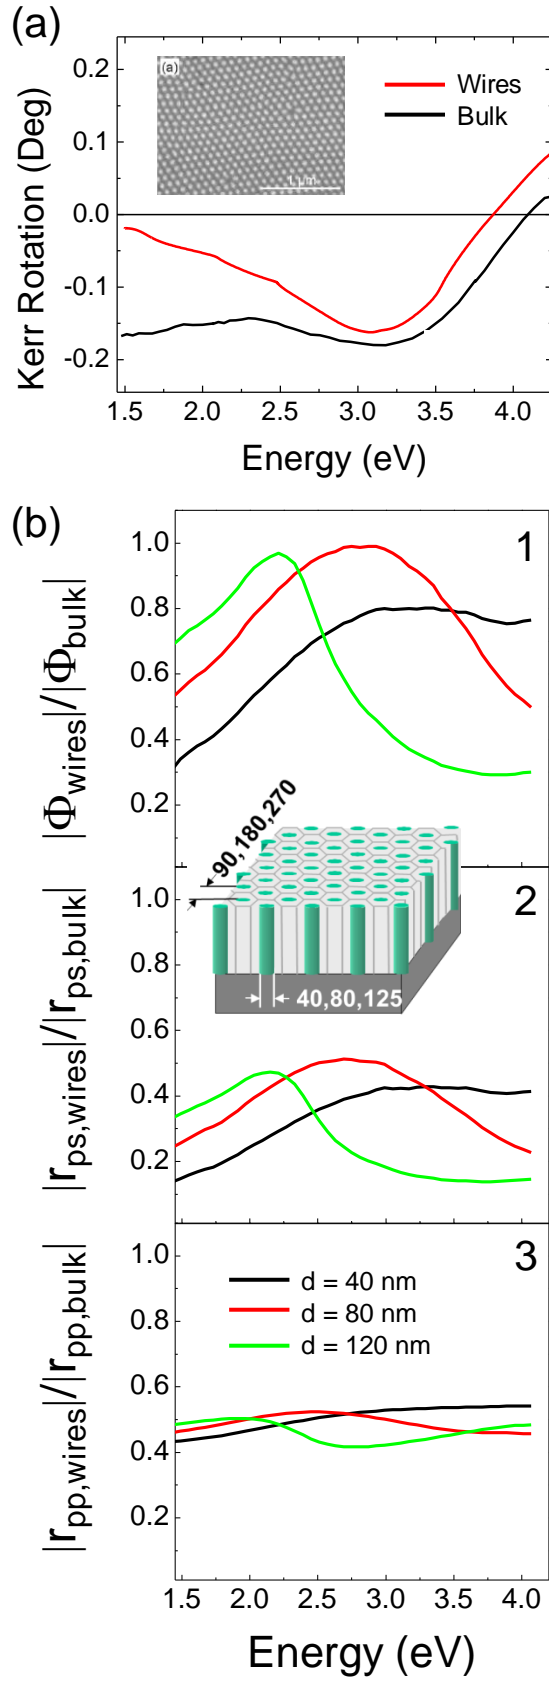 (a)
0.2
0.1
0.0
-0.1
-0.2
Kerr Rotation (Deg)
(a)
1 µm
Wires
Bulk
1.5 2.0 2.5 3.0 3.5 4.0
Energy (eV)
(b)
1
1.0
0.8
0.6
0.4
0.2
|Φwires|/|Φbulk|
90,180,270
40,80,125
2
1.0
0.8
0.6
0.4
0.2
|rps,wires|/|rps,bulk|
3
1.0
0.8
0.6
0.4
0.2
|rpp,wires|/|rpp,bulk|
d = 40 nm
d = 80 nm
d = 120 nm
1.5 2.0 2.5 3.0 3.5 4.0
Energy (eV)